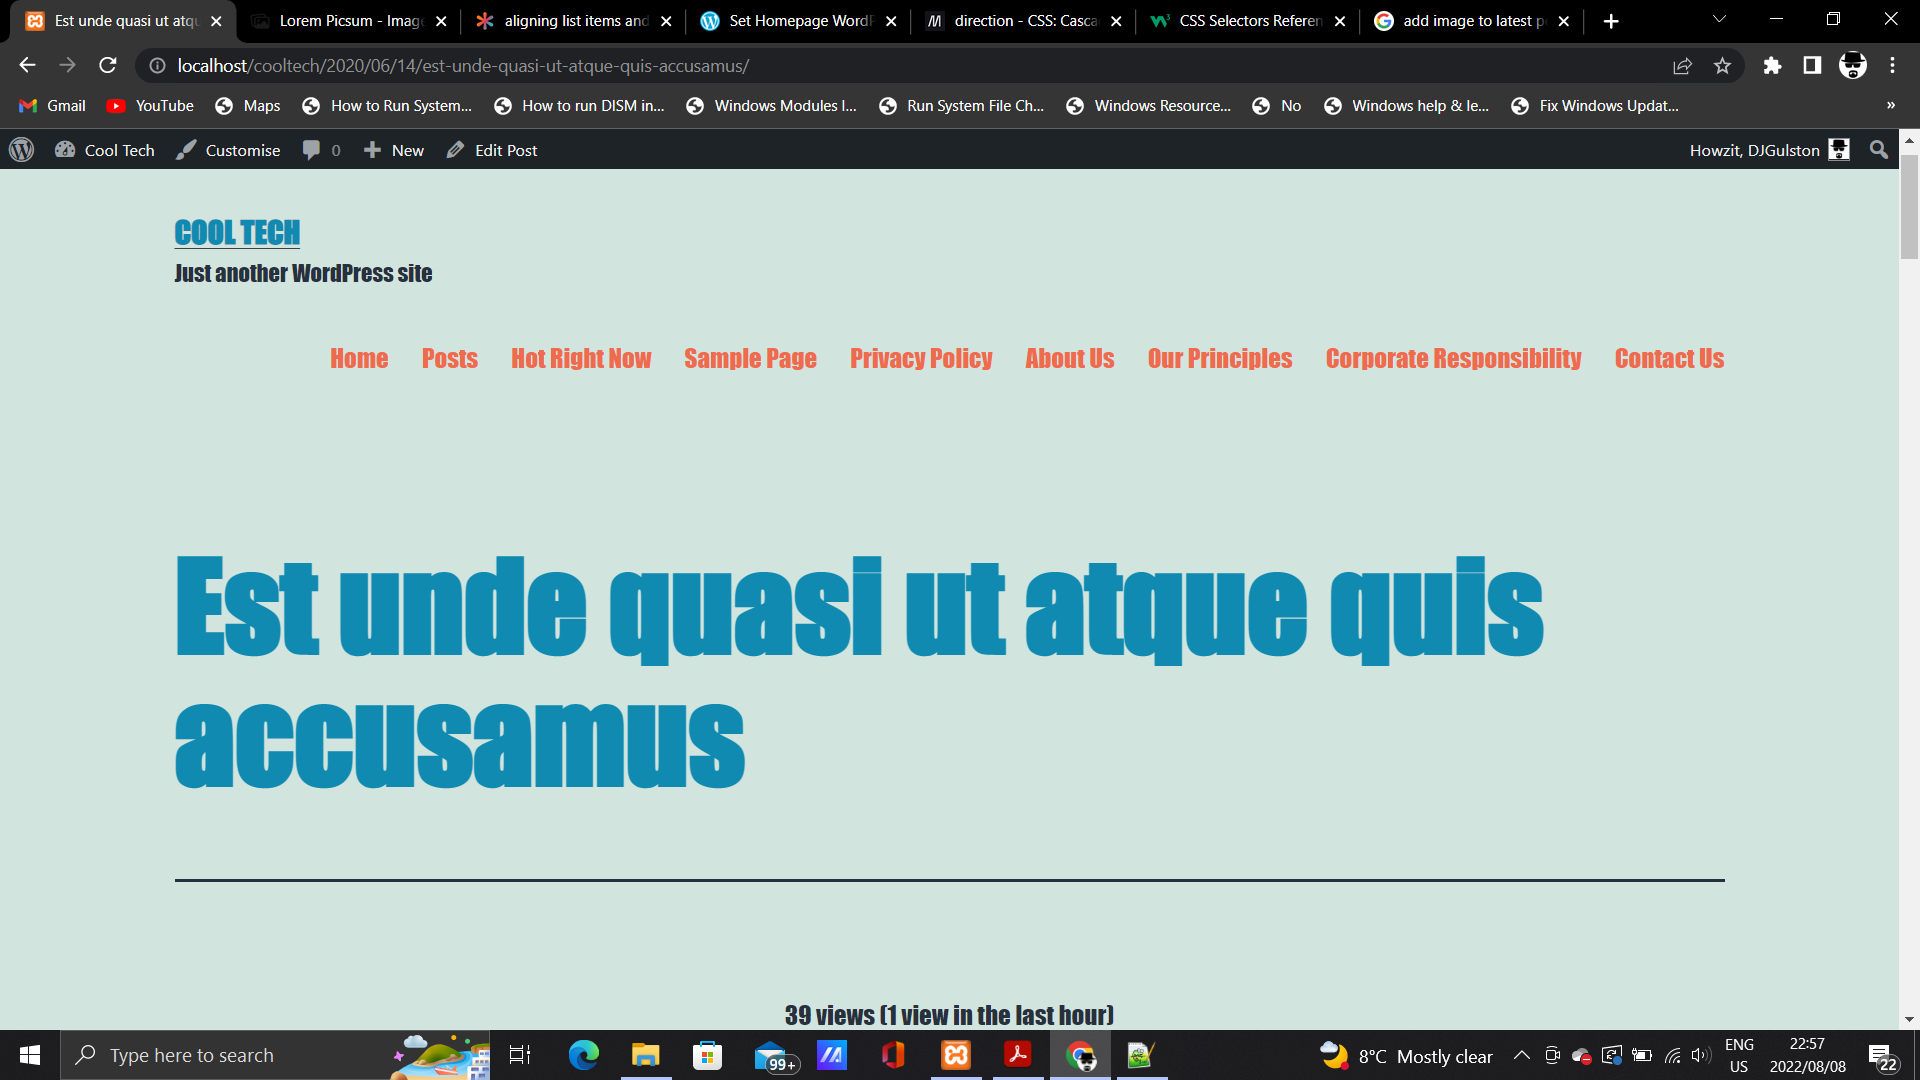 Est unde quasi ut atq
Lorem Picsum - Imag
aligning list items and
Set Homepage WordP
direction - CSS: Casca
CSS Selectors Referen
add image to latest p
localhost/cooltech/2020/06/14/est-unde-quasi-ut-atque-quis-accusamus/
Gmail
YouTube
Maps
How to Run System...
How to run DISM in...
Windows Modules I...
Run System File Ch...
Windows Resource...
No
Windows help & le...
Fix Windows Updat...
»
Cool Tech
Customise
0
New
Edit Post
Howzit, DJGulston
COOL TECH
Just another WordPress site
Home
Posts
Hot Right Now
Sample Page
Privacy Policy
About Us
Our Principles
Corporate Responsibility
Contact Us
Est unde quasi ut atque quis
accusamus
39 views (1 view in the last hour)
Type here to search
99+
8°C Mostly clear
ENG
US
22:57
2022/08/08
22